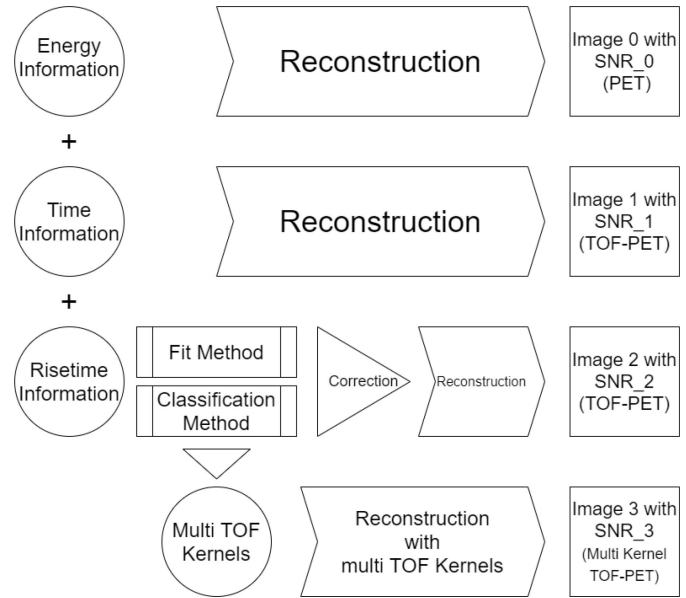 Energy
Information
Reconstruction
Image 0 with
SNR_0
(PET)
+
Time
Information
Reconstruction
Image 1 with
SNR_1
(TOF-PET)
+
Risetime
Information
Fit Method
Classification
Method
Correction
Reconstruction
Image 2 with
SNR_2
(TOF-PET)
Multi TOF
Kernels
Reconstruction
with
multi TOF Kernels
Image 3 with
SNR_3
(Multi Kernel
TOF-PET)